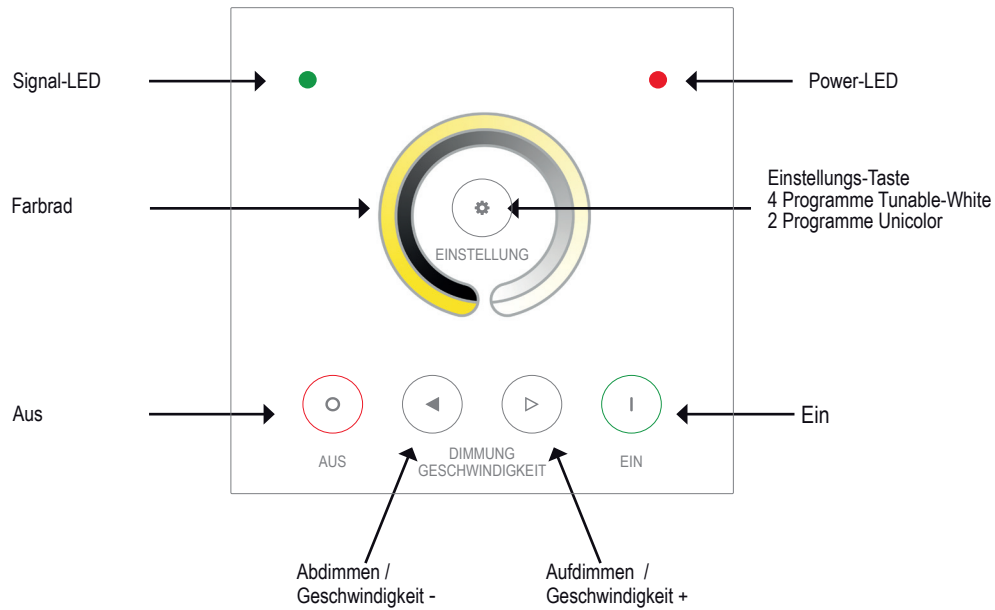 Signal-LED
Power-LED
Farbrad
Einstellungs-Taste
4 Programme Tunable-White
2 Programme Unicolor
EINSTELLUNG
Aus
Ein
AUS
DIMMUNG
GESCHWINDIGKEIT
EIN
Abdimmen /
Geschwindigkeit -
Aufdimmen /
Geschwindigkeit +